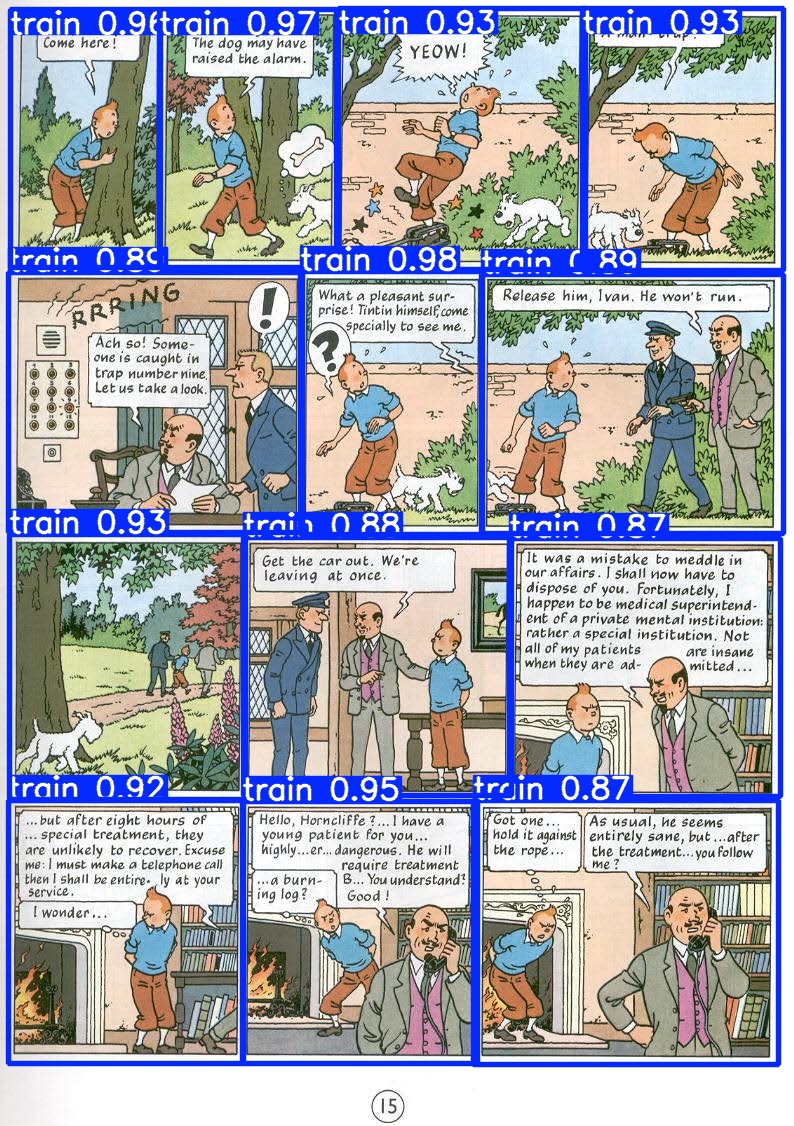 train 0.96
Come here!
train 0.97
The dog may have
raised the alarm.
train 0.93
YEOW!
train 0.93
train 0.89
RRRRING
Ach so! Some-
one is caught in
trap number nine.
Let us take a look.
!
train 0.98
What a pleasant sur-
prise! Tintin himself, come
specially to see me.
?
train 0.89
Release him, Ivan. He won't run.
train 0.93
train 0.88
Get the car out. We're
leaving at once.
train 0.87
It was a mistake to meddle in
our affairs. I shall now have to
dispose of you. Fortunately, I
happen to be medical superintend-
ent of a private mental institution:
rather a special institution. Not
all of my patients are insane
when they are ad- mitted...
train 0.92
...but after eight hours of
... special treatment, they
are unlikely to recover. Excuse
me: I must make a telephone call
then I shall be entire- ly at your
service.
I wonder...
train 0.95
Hello, Horncliffe?... I have a
young patient for you...
highly...er... dangerous. He will
require treatment
B... You understand?
Good!
...a burn-
ing log?
train 0.87
Got one...
hold it against
the rope...
As usual, he seems
entirely sane, but...after
the treatment...you follow
me?
15